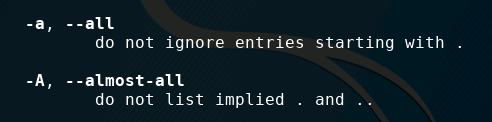 -a, --all
do not ignore entries starting with .
-A, --almost-all
do not list implied . and ..